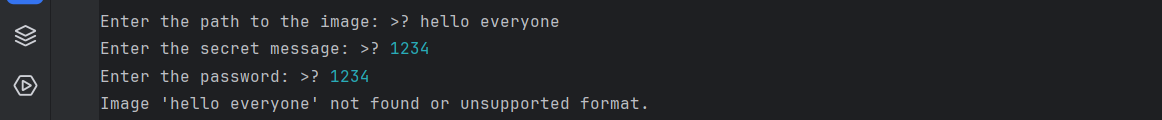 Enter the path to the image: >? hello everyone
Enter the secret message: >? 1234
Enter the password: >? 1234
Image 'hello everyone' not found or unsupported format.